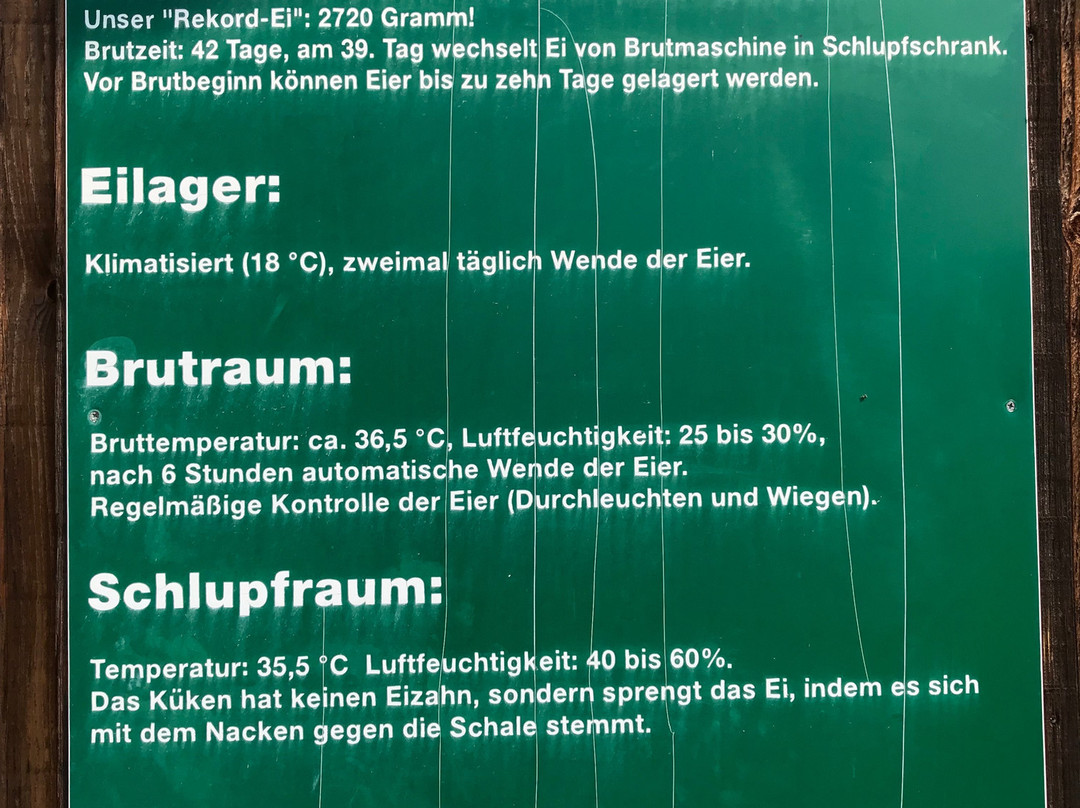 Unser "Rekord-Ei": 2720 Gramm!
Brutzeit: 42 Tage, am 39. Tag wechselt Ei von Brutmaschine in Schlupfschrank.
Vor Brutbeginn können Eier bis zu zehn Tage gelagert werden.
Eilager:
Klimatisiert (18 °C), zweimal täglich Wende der Eier.
Brutraum:
Bruttemperatur: ca. 36,5 °C, Luftfeuchtigkeit: 25 bis 30%,
nach 6 Stunden automatische Wende der Eier.
Regelmäßige Kontrolle der Eier (Durchleuchten und Wiegen).
Schlupfraum:
Temperatur: 35,5 °C  Luftfeuchtigkeit: 40 bis 60%.
Das Küken hat keinen Eizahn, sondern sprengt das Ei, indem es sich
mit dem Nacken gegen die Schale stemmt.